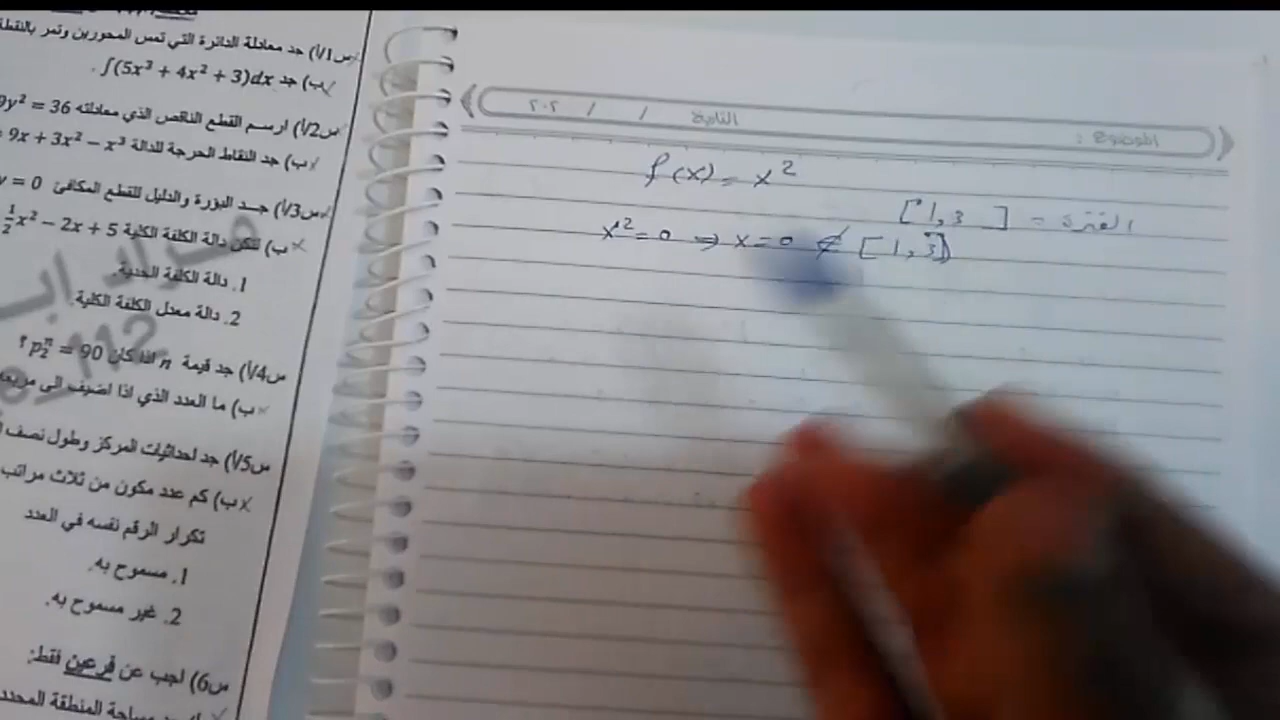 س1/أ) جد معادلة الدائرة التي تمس المحورين وتمر بالنقطة
ب) جد ∫(5x³ + 4x² + 3)dx .
س2/أ) ارسم القطع الناقص الذي معادلته 9y² = 36
ب) جد النقاط الحرجة للدالة 9x + 3x² − x³
س3/أ) جد البؤرة والدليل للقطع المكافئ y = 0
ب) لتكن دالة الكلفة الكلية ½x² − 2x + 5
1. دالة الكلفة الحدية.
2. دالة معدل الكلفة الكلية.
س4/أ) جد قيمة n اذا كان p₂ⁿ = 90 ؟
ب) ما العدد الذي اذا اضيف الى مربعه
س5/أ) جد احداثيات المركز وطول نصف
ب) كم عدد مكون من ثلاث مراتب
تكرار الرقم نفسه في العدد
1. مسموح به.
2. غير مسموح به.
س6) اجب عن فرعين فقط:
مساحة المنطقة المحدد
الموضوع : التاريخ / / ٢٠٢
f(x) = x²
الفترة = [1,3]
x² = 0 ⇒ x = 0 ∉ [1,3]